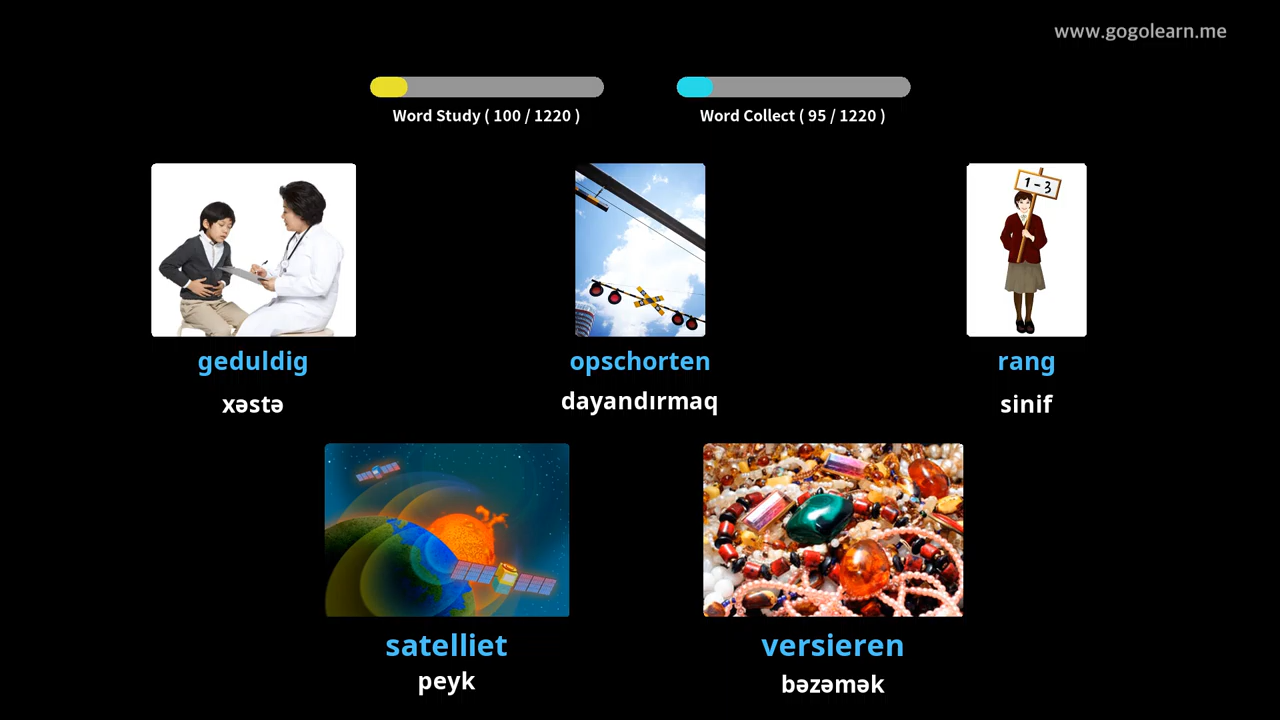 www.gogolearn.me
Word Study ( 100 / 1220 )
Word Collect ( 95 / 1220 )
1-3
geduldig
opschorten
rang
xəstə
dayandırmaq
sinif
satelliet
versieren
peyk
bəzəmək